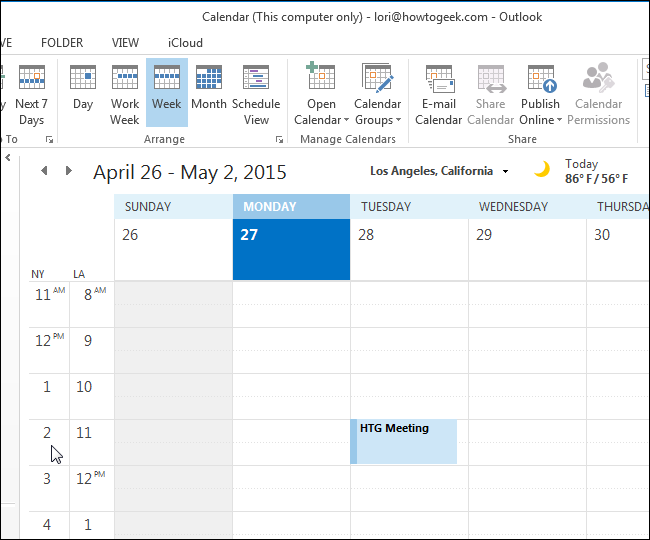 Calendar (This computer only) - lori@howtogeek.com - Outlook
FOLDER VIEW iCloud
Next 7 Days
Day
Work Week
Week
Month
Schedule View
Open Calendar
Calendar Groups
E-mail Calendar
Share Calendar
Publish Online
Calendar Permissions
To
Arrange
Manage Calendars
Share
April 26 - May 2, 2015
Los Angeles, California
Today
86° F / 56° F
SUNDAY MONDAY TUESDAY WEDNESDAY THURSDA
26 27 28 29 30
NY LA
11 AM 8 AM
12 PM 9
1 10
2 11
HTG Meeting
3 12 PM
4 1